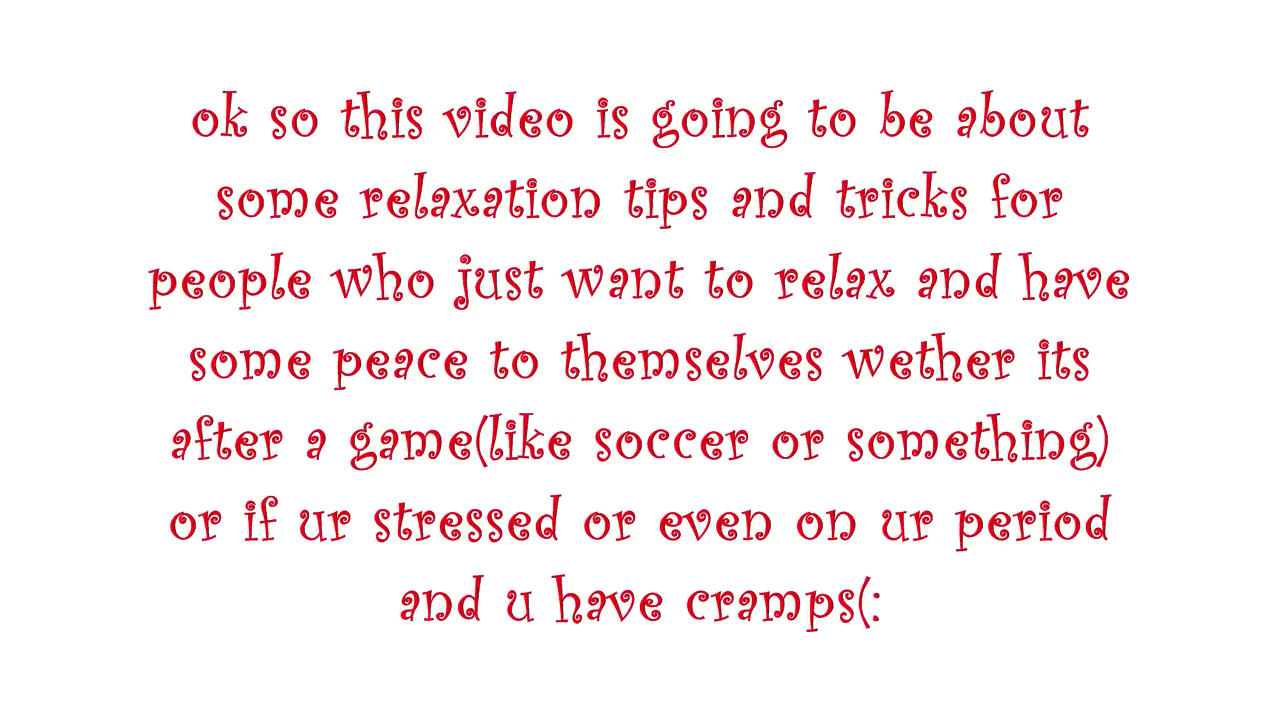 ok so this video is going to be about
some relaxation tips and tricks for
people who just want to relax and have
some peace to themselves wether its
after a game(like soccer or something)
or if ur stressed or even on ur period
and u have cramps(: